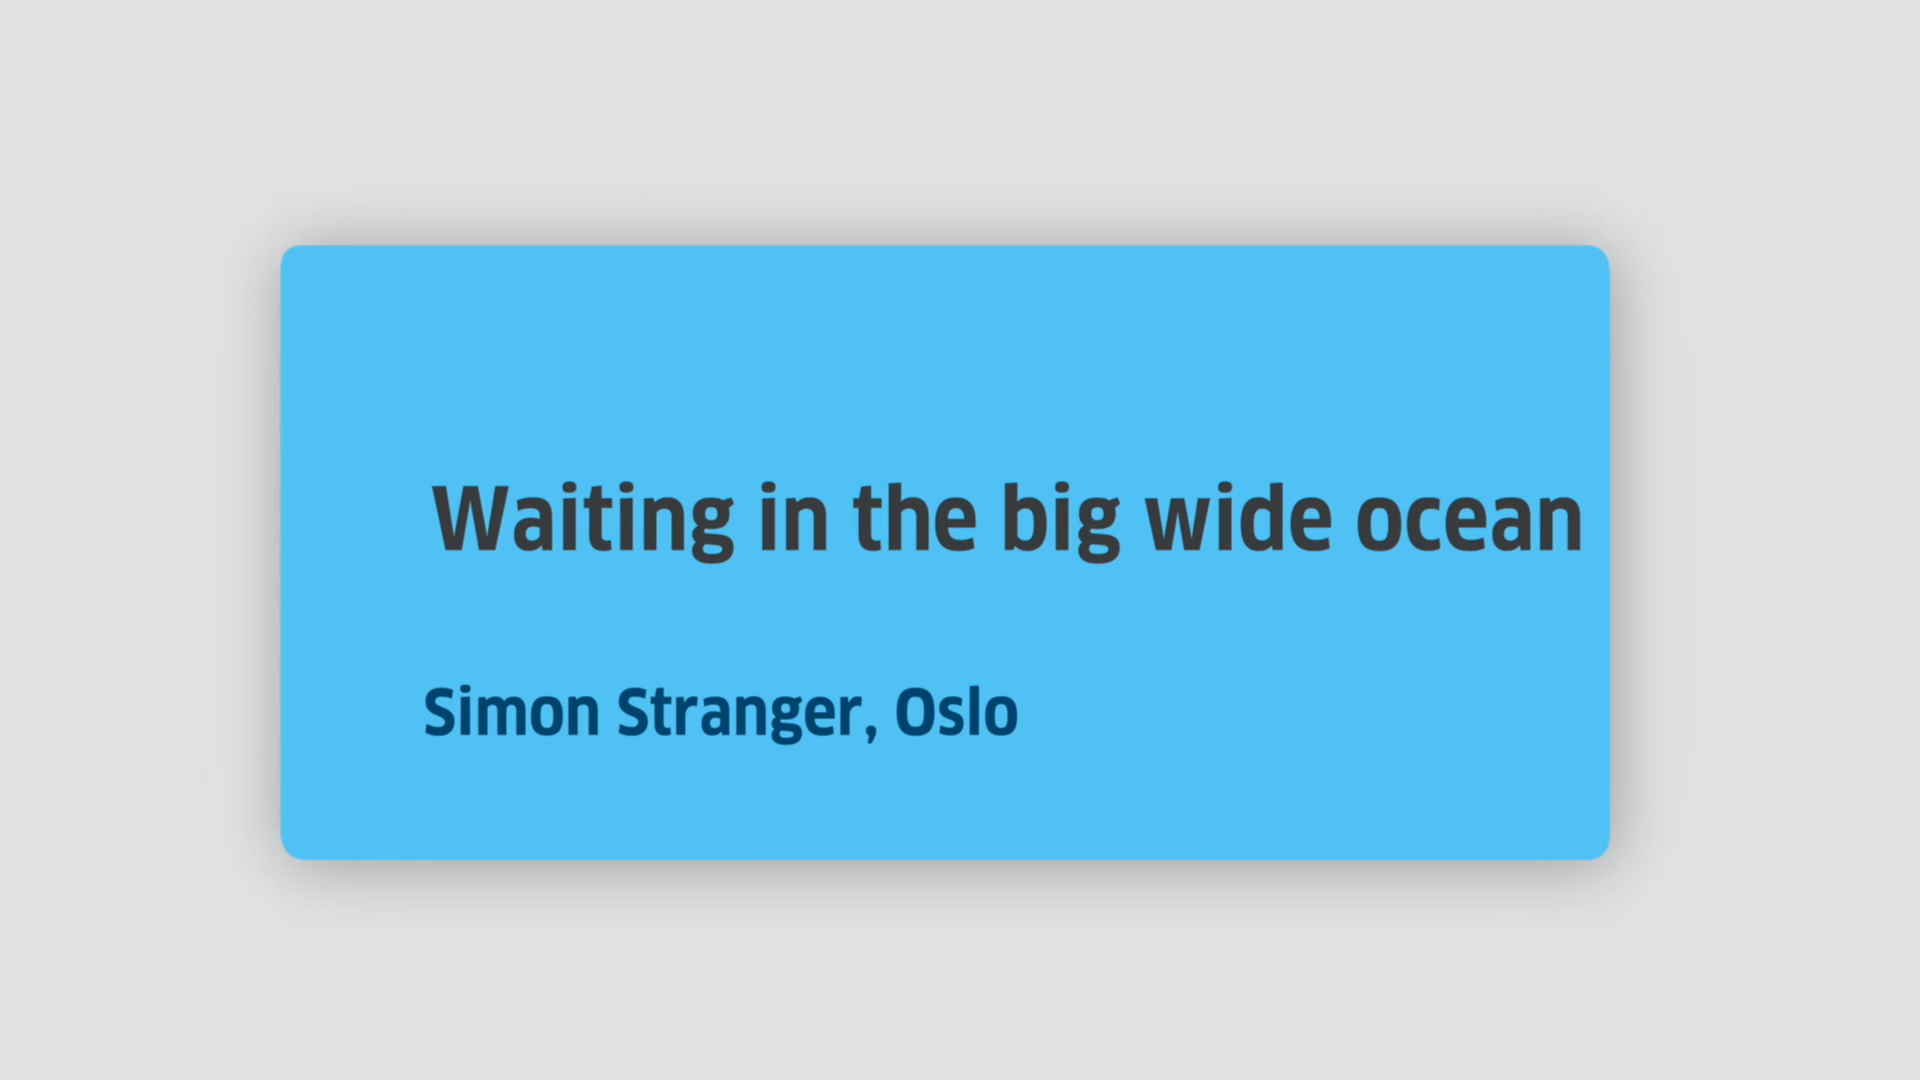 Waiting in the big wide ocean
Simon Stranger, Oslo